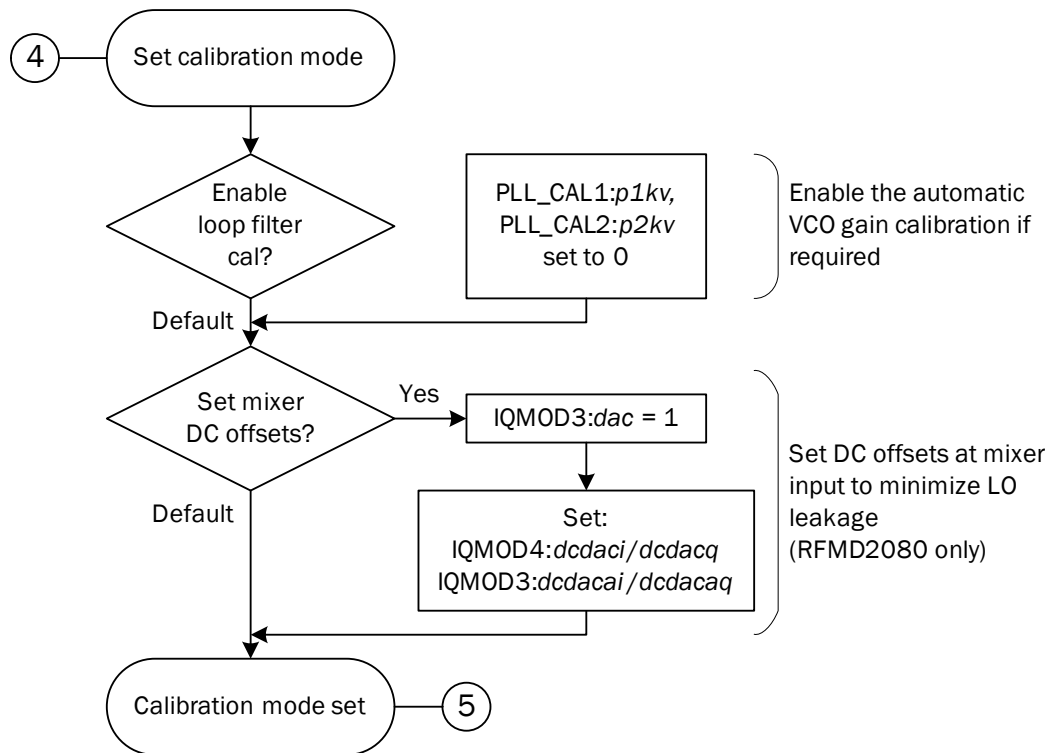 4
Set calibration mode
Enable
loop filter
cal?
PLL_CAL1:p1kv,
PLL_CAL2:p2kv
set to 0
Enable the automatic
VCO gain calibration if
required
Default
Set mixer
DC offsets?
Yes
IQMOD3:dac = 1
Set:
IQMOD4:dcdaci/dcdacq
IQMOD3:dcdacai/dcdacaq
Set DC offsets at mixer
input to minimize LO
leakage
(RFMD2080 only)
Default
Calibration mode set
5